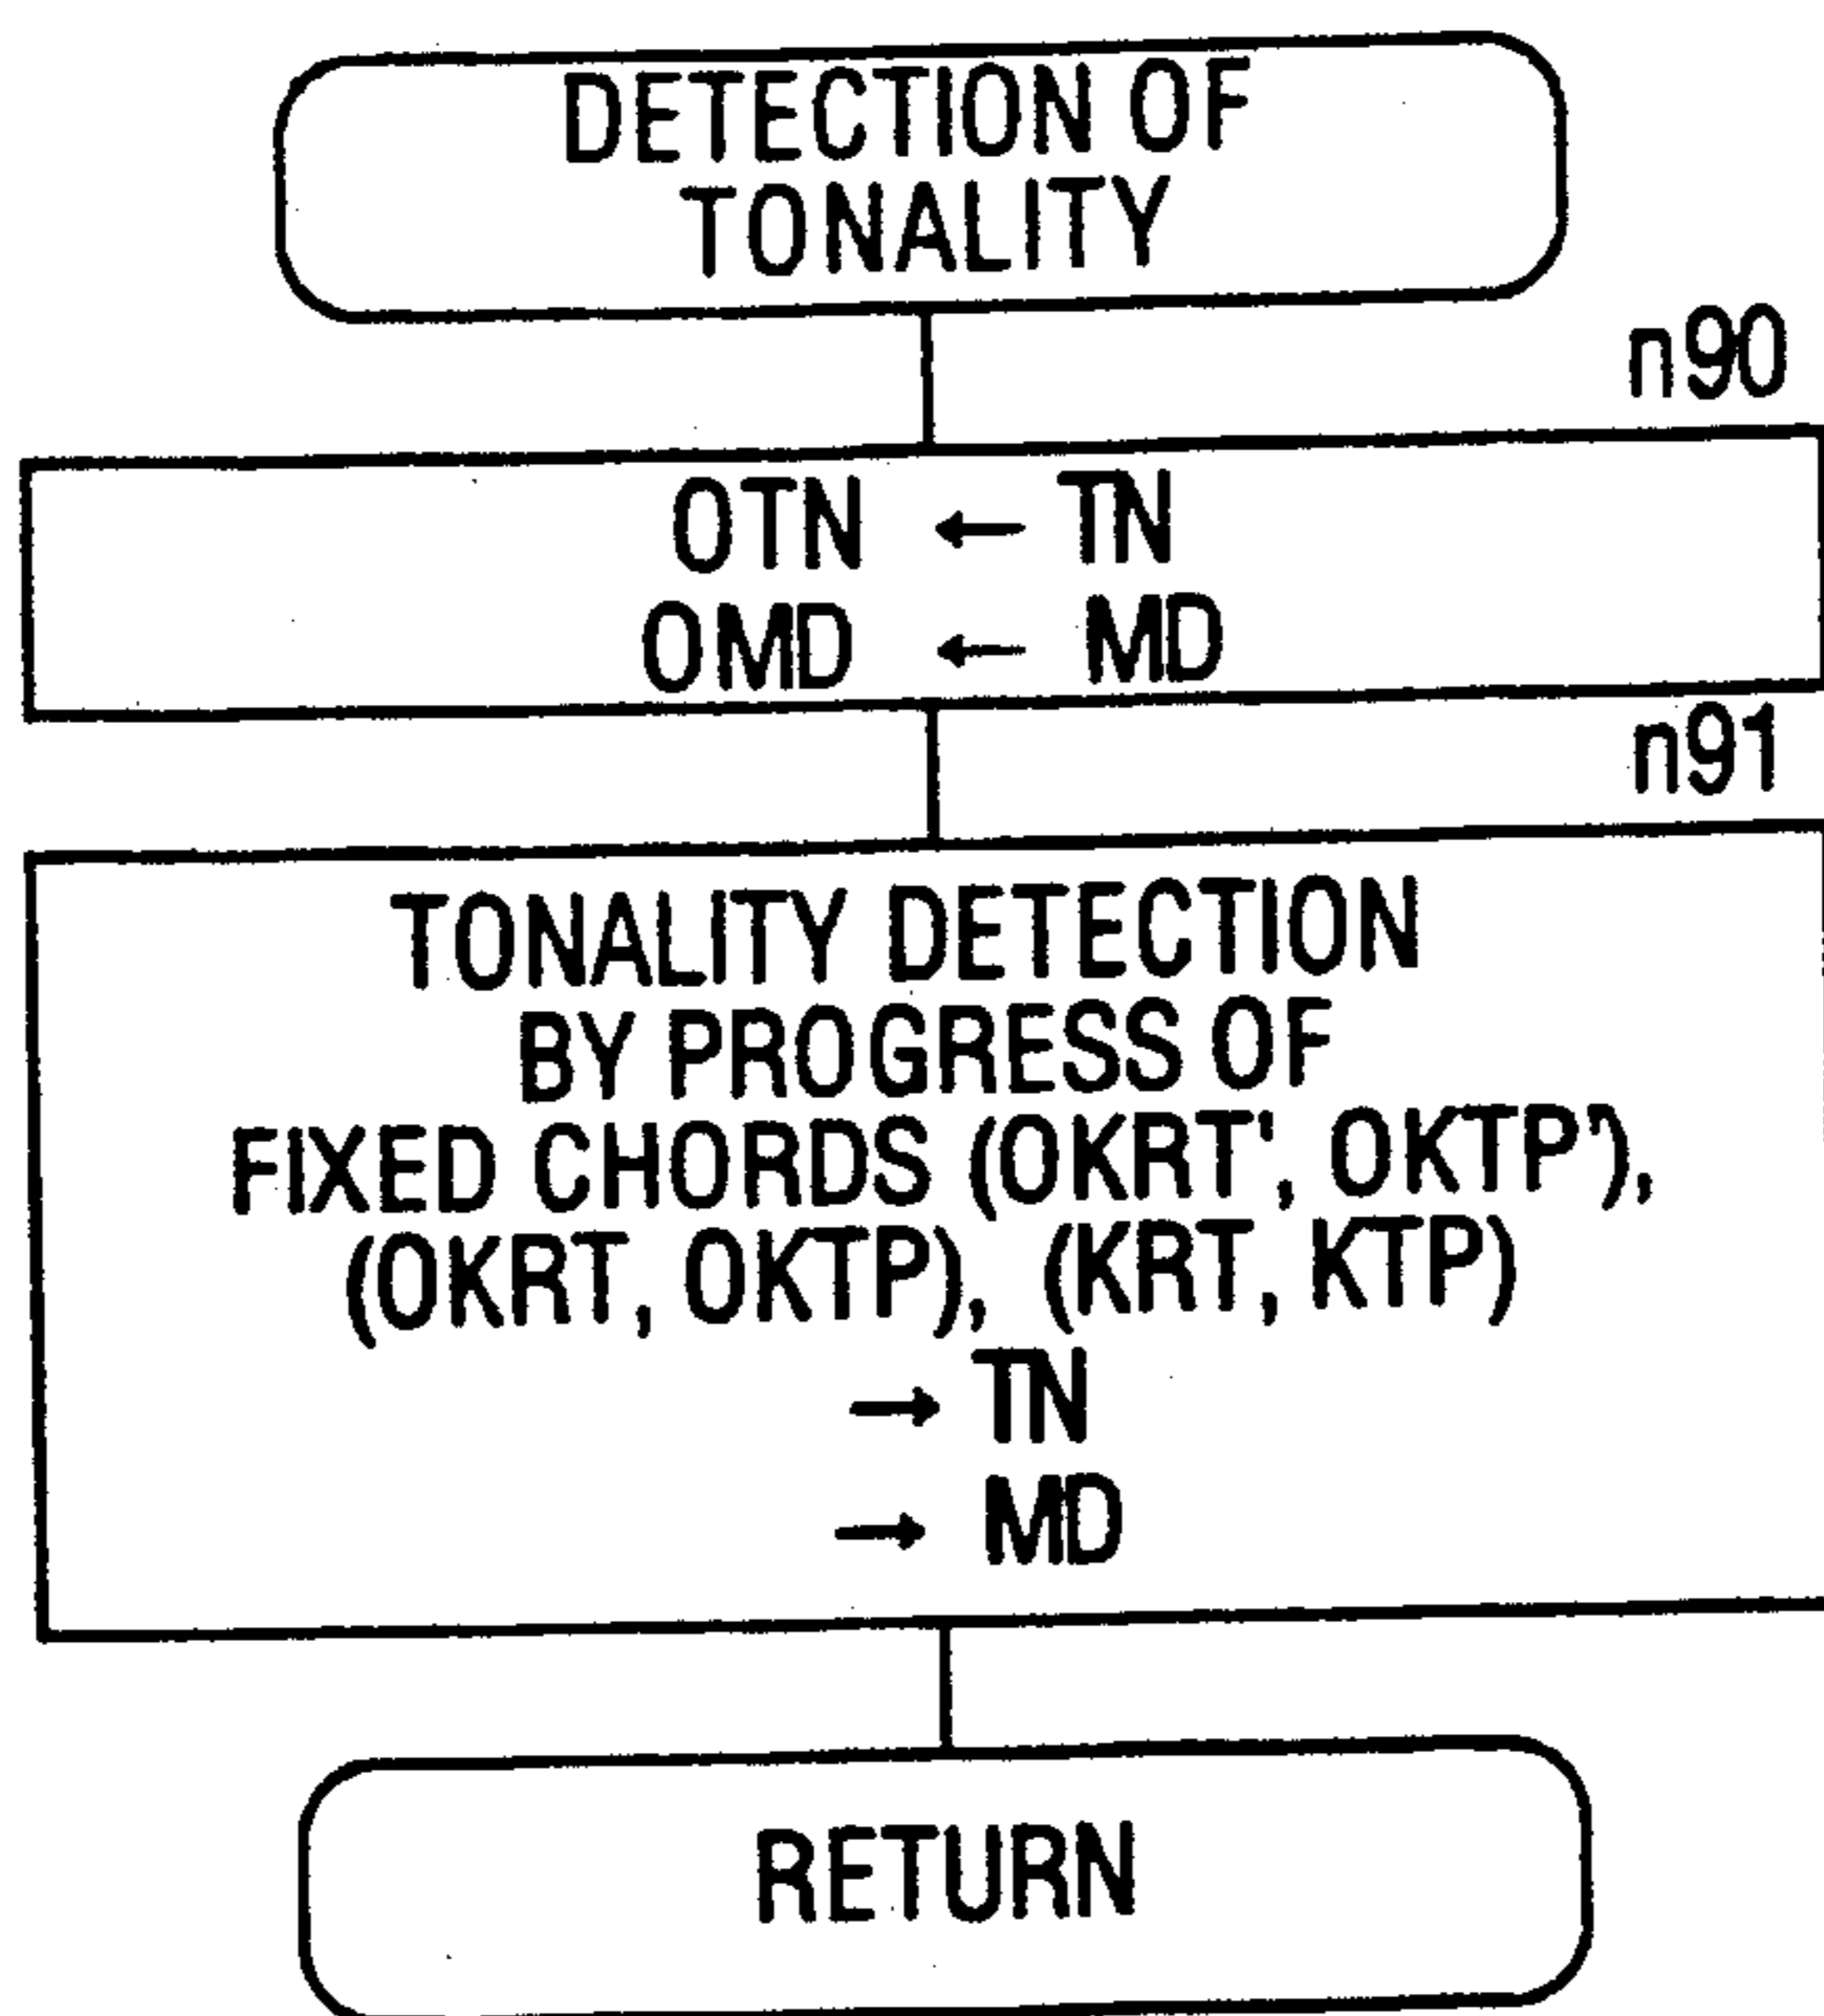 DETECTION OF
TONALITY
n90
OTN ← TN
OMD ← MD
n91
TONALITY DETECTION
BY PROGRESS OF
FIXED CHORDS (OKRT', OKTP'),
(OKRT, OKTP), (KRT, KTP)
→ TN
→ MD
RETURN